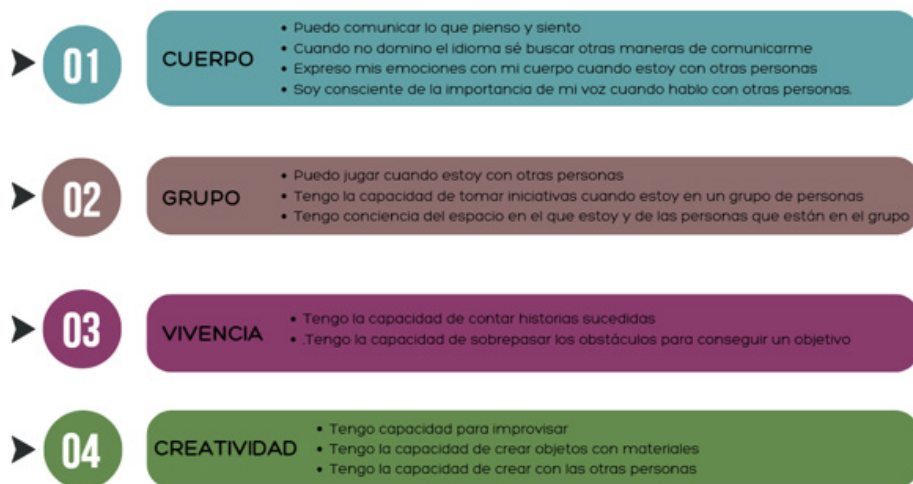 01
CUERPO
• Puedo comunicar lo que pienso y siento
• Cuando no domino el idioma sé buscar otras maneras de comunicarme
• Expreso mis emociones con mi cuerpo cuando estoy con otras personas
• Soy consciente de la importancia de mi voz cuando hablo con otras personas.
02
GRUPO
• Puedo jugar cuando estoy con otras personas
• Tengo la capacidad de tomar iniciativas cuando estoy en un grupo de personas
• Tengo conciencia del espacio en el que estoy y de las personas que están en el grupo
03
VIVENCIA
• Tengo la capacidad de contar historias sucedidas
• .Tengo la capacidad de sobrepasar los obstáculos para conseguir un objetivo
04
CREATIVIDAD
• Tengo capacidad para improvisar
• Tengo la capacidad de crear objetos con materiales
• Tengo la capacidad de crear con las otras personas